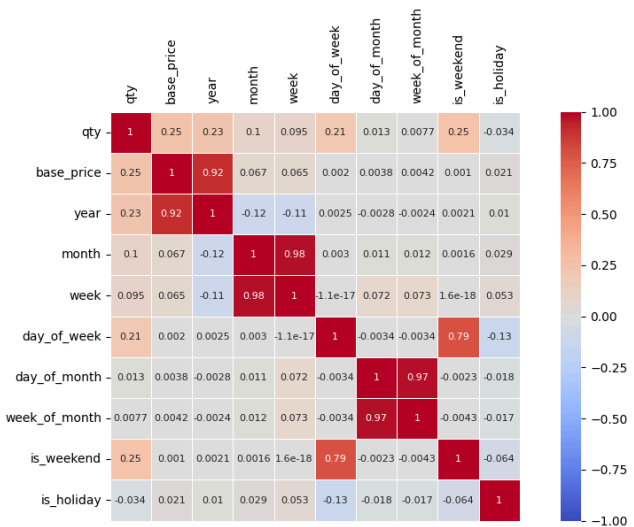 qty base_price year month week day_of_week day_of_month week_of_month is_weekend is_holiday
qty 1 0.25 0.23 0.1 0.095 0.21 0.013 0.0077 0.25 -0.034
base_price 0.25 1 0.92 0.067 0.065 0.002 0.0038 0.0042 0.001 0.021
year 0.23 0.92 1 -0.12 -0.11 0.0025 -0.0028 -0.0024 0.0021 0.01
month 0.1 0.067 -0.12 1 0.98 0.003 0.011 0.012 0.0016 0.029
week 0.095 0.065 -0.11 0.98 1 -1.1e-17 0.072 0.073 1.6e-18 0.053
day_of_week 0.21 0.002 0.0025 0.003 -1.1e-17 1 -0.0034 -0.0034 0.79 -0.13
day_of_month 0.013 0.0038 -0.0028 0.011 0.072 -0.0034 1 0.97 -0.0023 -0.018
week_of_month 0.0077 0.0042 -0.0024 0.012 0.073 -0.0034 0.97 1 -0.0043 -0.017
is_weekend 0.25 0.001 0.0021 0.0016 1.6e-18 0.79 -0.0023 -0.0043 1 -0.064
is_holiday -0.034 0.021 0.01 0.029 0.053 -0.13 -0.018 -0.017 -0.064 1
1.00
0.75
0.50
0.25
0.00
−0.25
−0.50
−0.75
−1.00